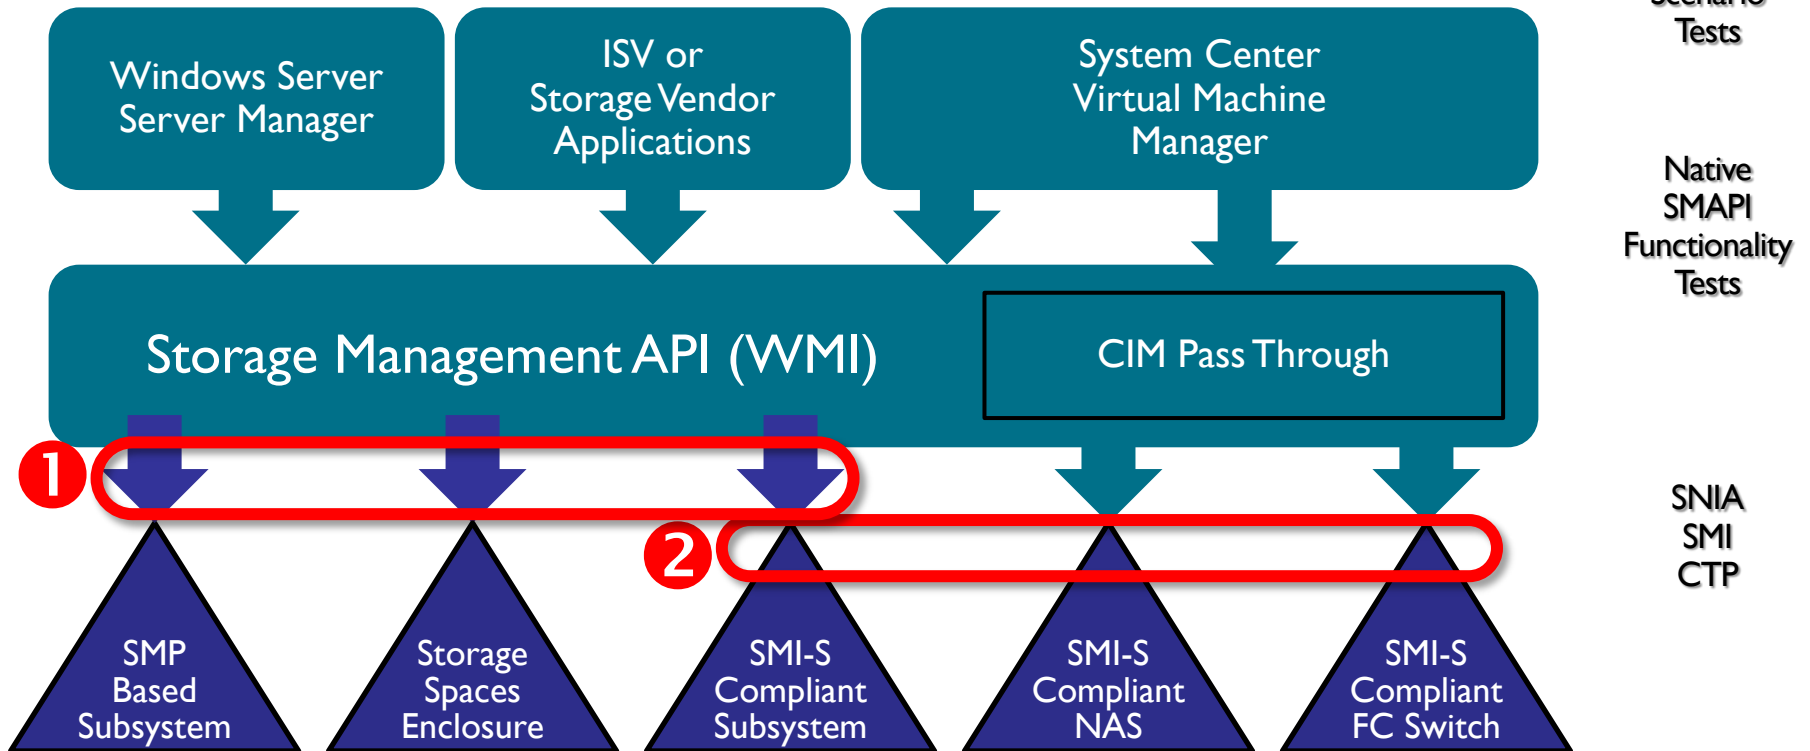 Windows Server
Server Manager
ISV or
Storage Vendor
Applications
System Center
Virtual Machine
Manager
Scenario
Tests
Native
SMAPI
Functionality
Tests
Storage Management API (WMI)
CIM Pass Through
1
2
SNIA
SMI
CTP
SMP
Based
Subsystem
Storage
Spaces
Enclosure
SMI-S
Compliant
Subsystem
SMI-S
Compliant
NAS
SMI-S
Compliant
FC Switch